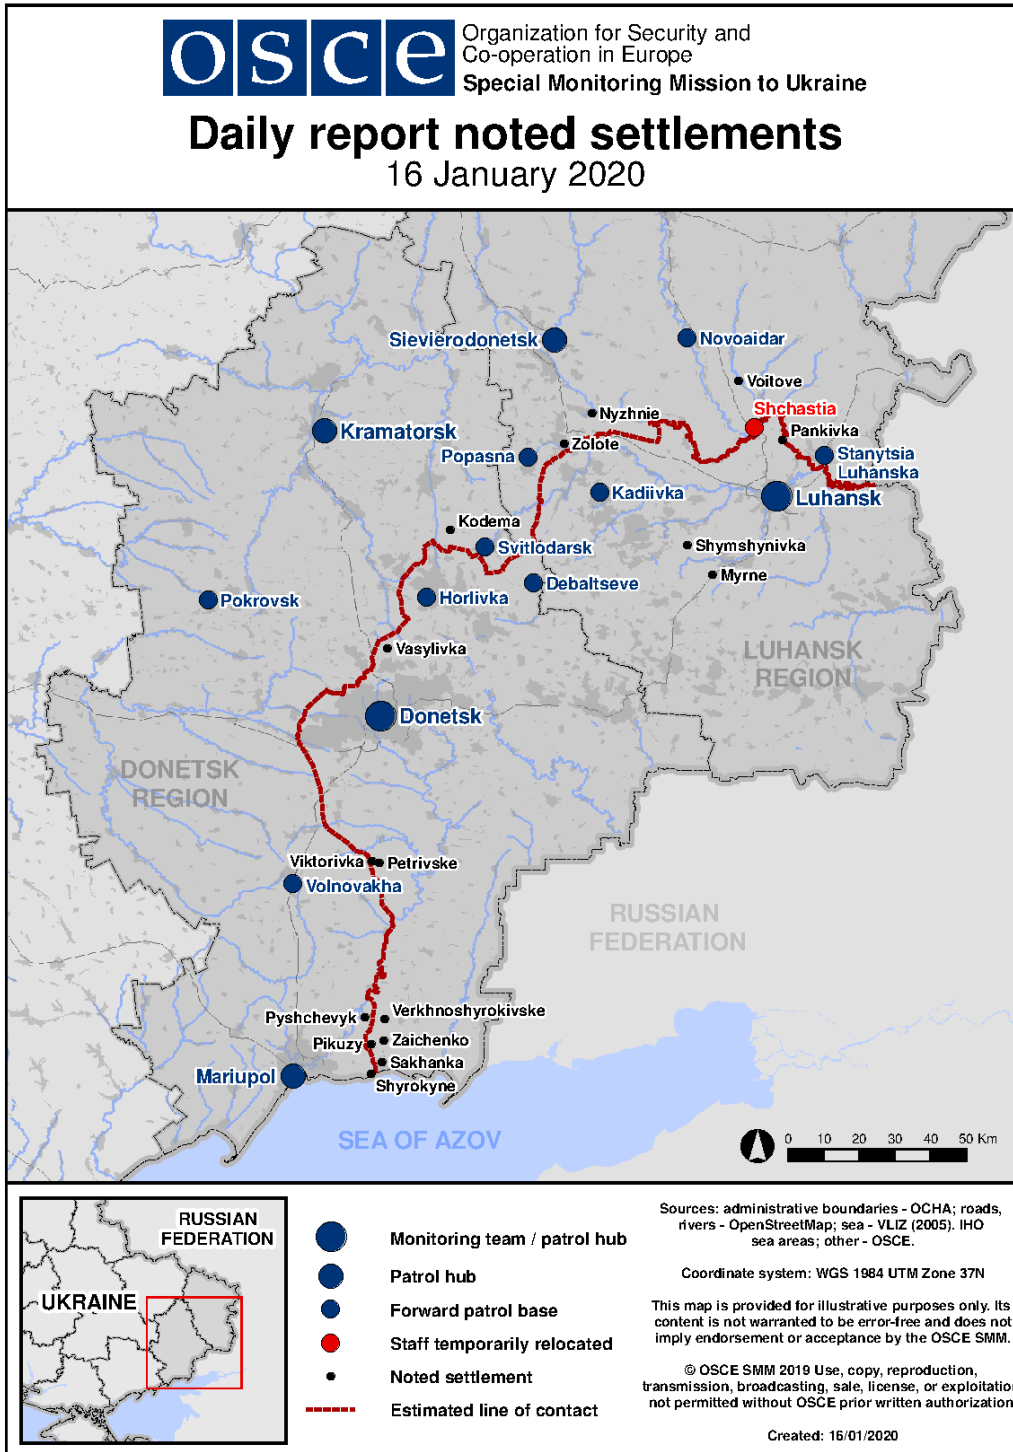 osce
Organization for Security and
Co-operation in Europe
Special Monitoring Mission to Ukraine
Daily report noted settlements
16 January 2020
Sievierodonetsk
Novoaidar
Voitove
Shchastia
Nyzhnie
Kramatorsk
Pankivka
Zolote
Popasna
Stanytsia
Luhanska
Kadiivka
Luhansk
Kodema
Svitlodarsk
Shymshynivka
Myrne
Debaltseve
Pokrovsk
Horlivka
Vasylivka
LUHANSK
REGION
Donetsk
DONETSK
REGION
Viktorivka
Petrivske
Volnovakha
RUSSIAN
FEDERATION
Pyshchevyk
Verkhnoshyrokivske
Pikuzy
Zaichenko
Sakhanka
Mariupol
Shyrokyne
SEA OF AZOV
0 10 20 30 40 50 Km
RUSSIAN
FEDERATION
UKRAINE
Monitoring team / patrol hub
Patrol hub
Forward patrol base
Staff temporarily relocated
Noted settlement
Estimated line of contact
Sources: administrative boundaries - OCHA; roads,
rivers - OpenStreetMap; sea - VLIZ (2005). IHO
sea areas; other - OSCE.
Coordinate system: WGS 1984 UTM Zone 37N
This map is provided for illustrative purposes only. Its
content is not warranted to be error-free and does not
imply endorsement or acceptance by the OSCE SMM.
© OSCE SMM 2019 Use, copy, reproduction,
transmission, broadcasting, sale, license, or exploitation
not permitted without OSCE prior written authorization
Created: 16/01/2020